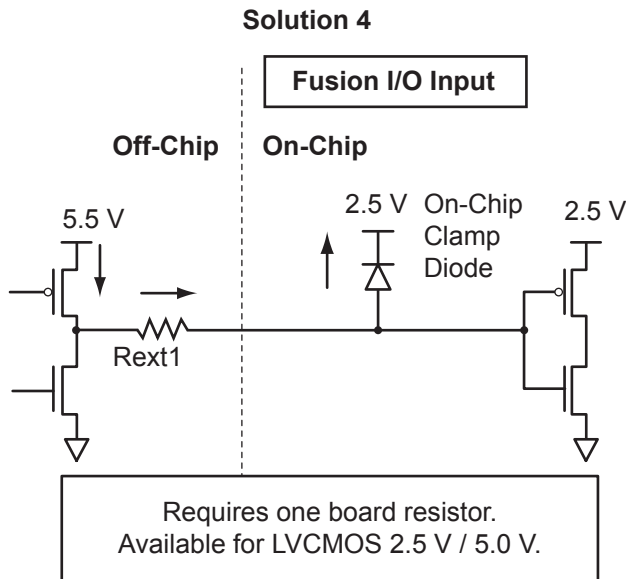 Solution 4
Fusion I/O Input
Off-Chip
On-Chip
5.5 V
2.5 V
On-Chip
Clamp
Diode
2.5 V
Rext1
Requires one board resistor.
Available for LVCMOS 2.5 V / 5.0 V.